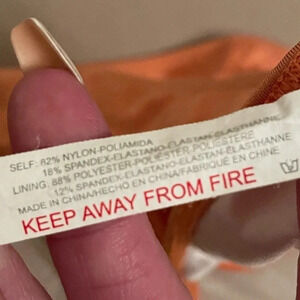 SELF: 82% NYLON-POLIAMIDA
18% SPANDEX-ELASTANO-ELASTAN-ELASTHANNE
LINING: 88% POLYESTER-POLIESTER-POLYESTER
12% SPANDEX-ELASTANO-ELASTAN-ELASTHANNE
MADE IN CHINA/HECHO EN CHINA/FABRIQUÉ EN CHINE
KEEP AWAY FROM FIRE